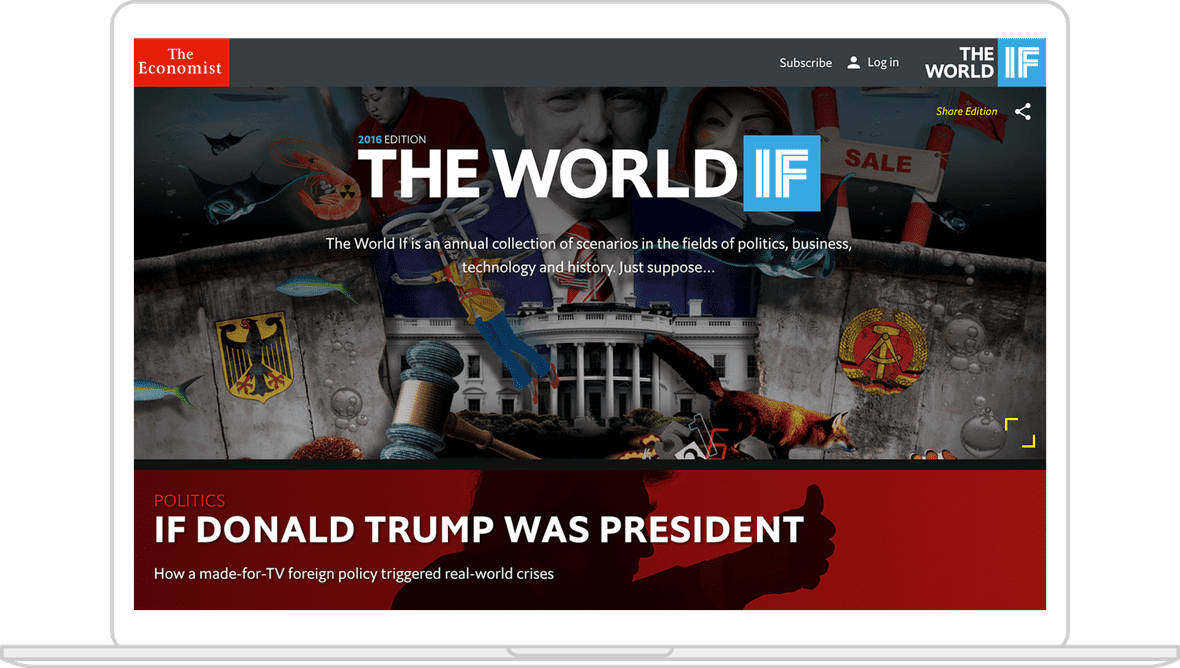 The
Economist
Subscribe
Log in
THE
WORLD IF
Share Edition
2016 EDITION
THE WORLD IF
SALE
The World If is an annual collection of scenarios in the fields of politics, business,
technology and history. Just suppose...
POLITICS
IF DONALD TRUMP WAS PRESIDENT
How a made-for-TV foreign policy triggered real-world crises